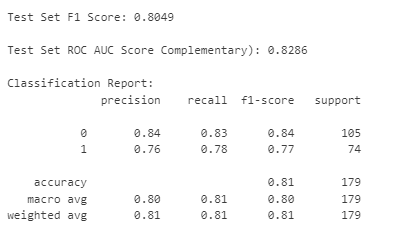 Test Set F1 Score: 0.8049
Test Set ROC AUC Score Complementary): 0.8286
Classification Report:
precision recall f1-score support
0 0.84 0.83 0.84 105
1 0.76 0.78 0.77 74
accuracy 0.81 179
macro avg 0.80 0.81 0.80 179
weighted avg 0.81 0.81 0.81 179